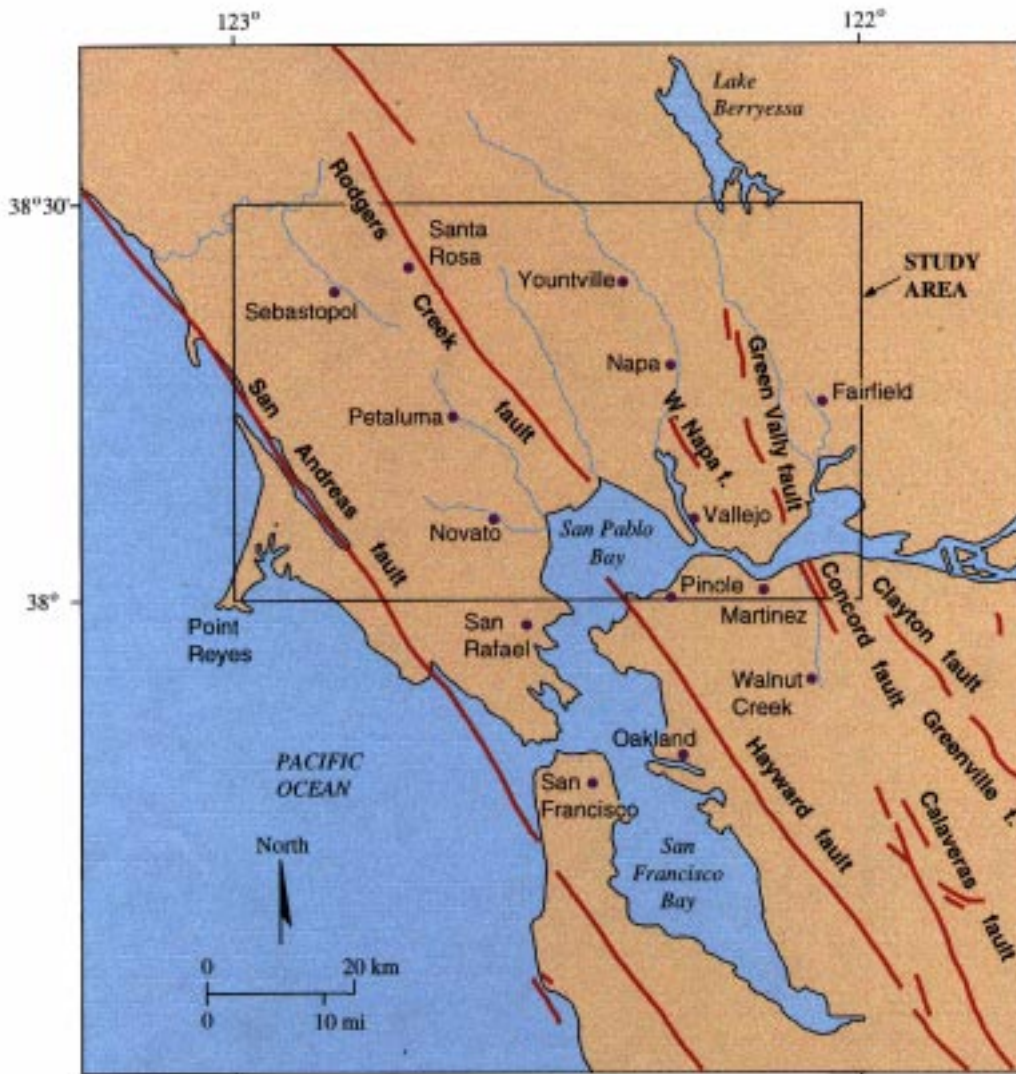 123°
122°
Lake
Berryessa
38°30'
Rodgers
Creek
fault
Santa
Rosa
Sebastopol
Yountville
STUDY
AREA
Napa
W. Napa f.
Green Vally fault
Fairfield
Petaluma
San
Andreas
fault
Novato
San Pablo
Bay
Vallejo
38°
Point
Reyes
San
Rafael
Pinole
Martinez
Concord
fault
Clayton
fault
Walnut
Creek
Greenville f.
Oakland
Hayward
fault
PACIFIC
OCEAN
San
Francisco
Calaveras
fault
North
San
Francisco
Bay
0
20 km
0
10 mi